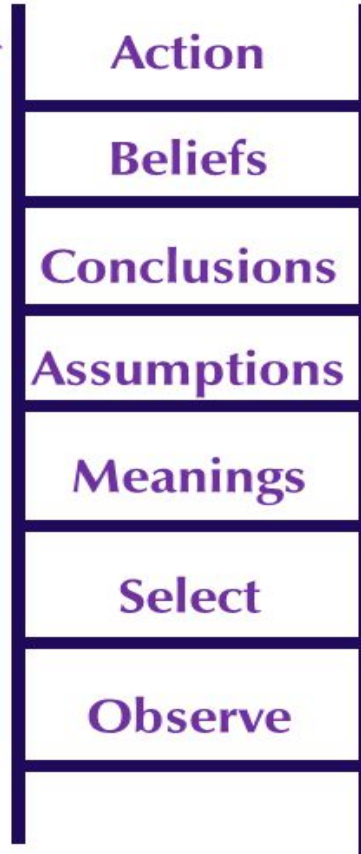 Action
Beliefs
Conclusions
Assumptions
Meanings
Select
Observe